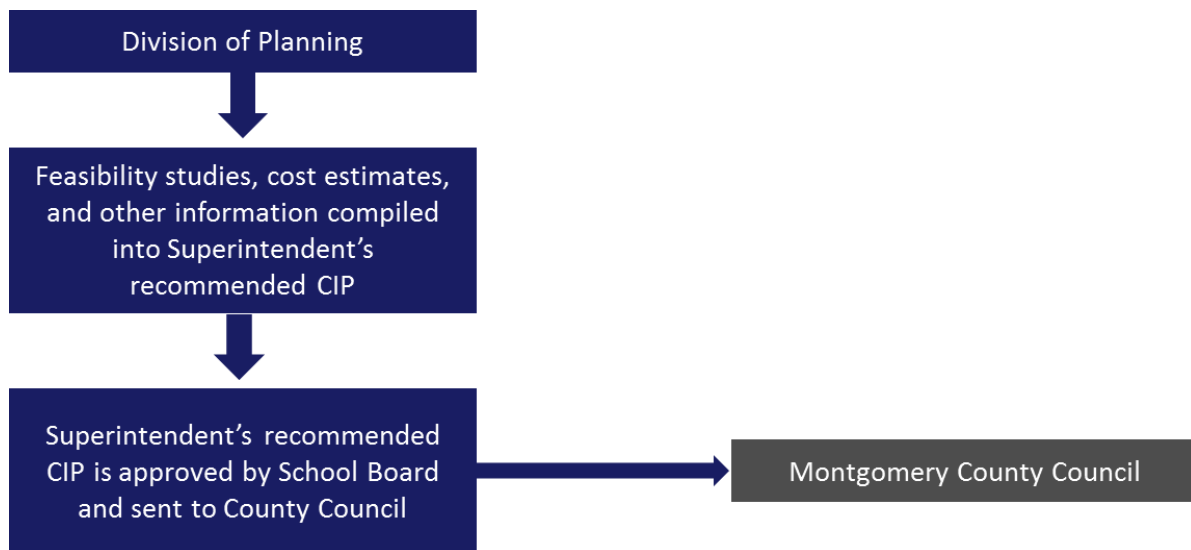 Division of Planning
Feasibility studies, cost estimates,
and other information compiled
into Superintendent’s
recommended CIP
Superintendent’s recommended
CIP is approved by School Board
and sent to County Council
Montgomery County Council